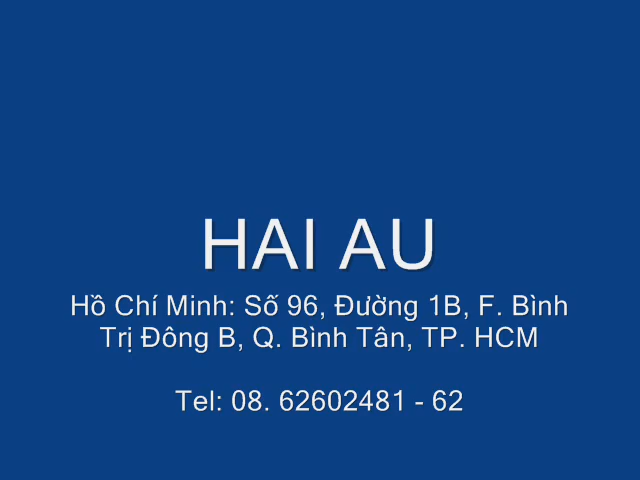 HAI AU
Hồ Chí Minh: Số 96, Đường 1B, F. Bình
Trị Đông B, Q. Bình Tân, TP. HCM
Tel: 08. 62602481 - 62